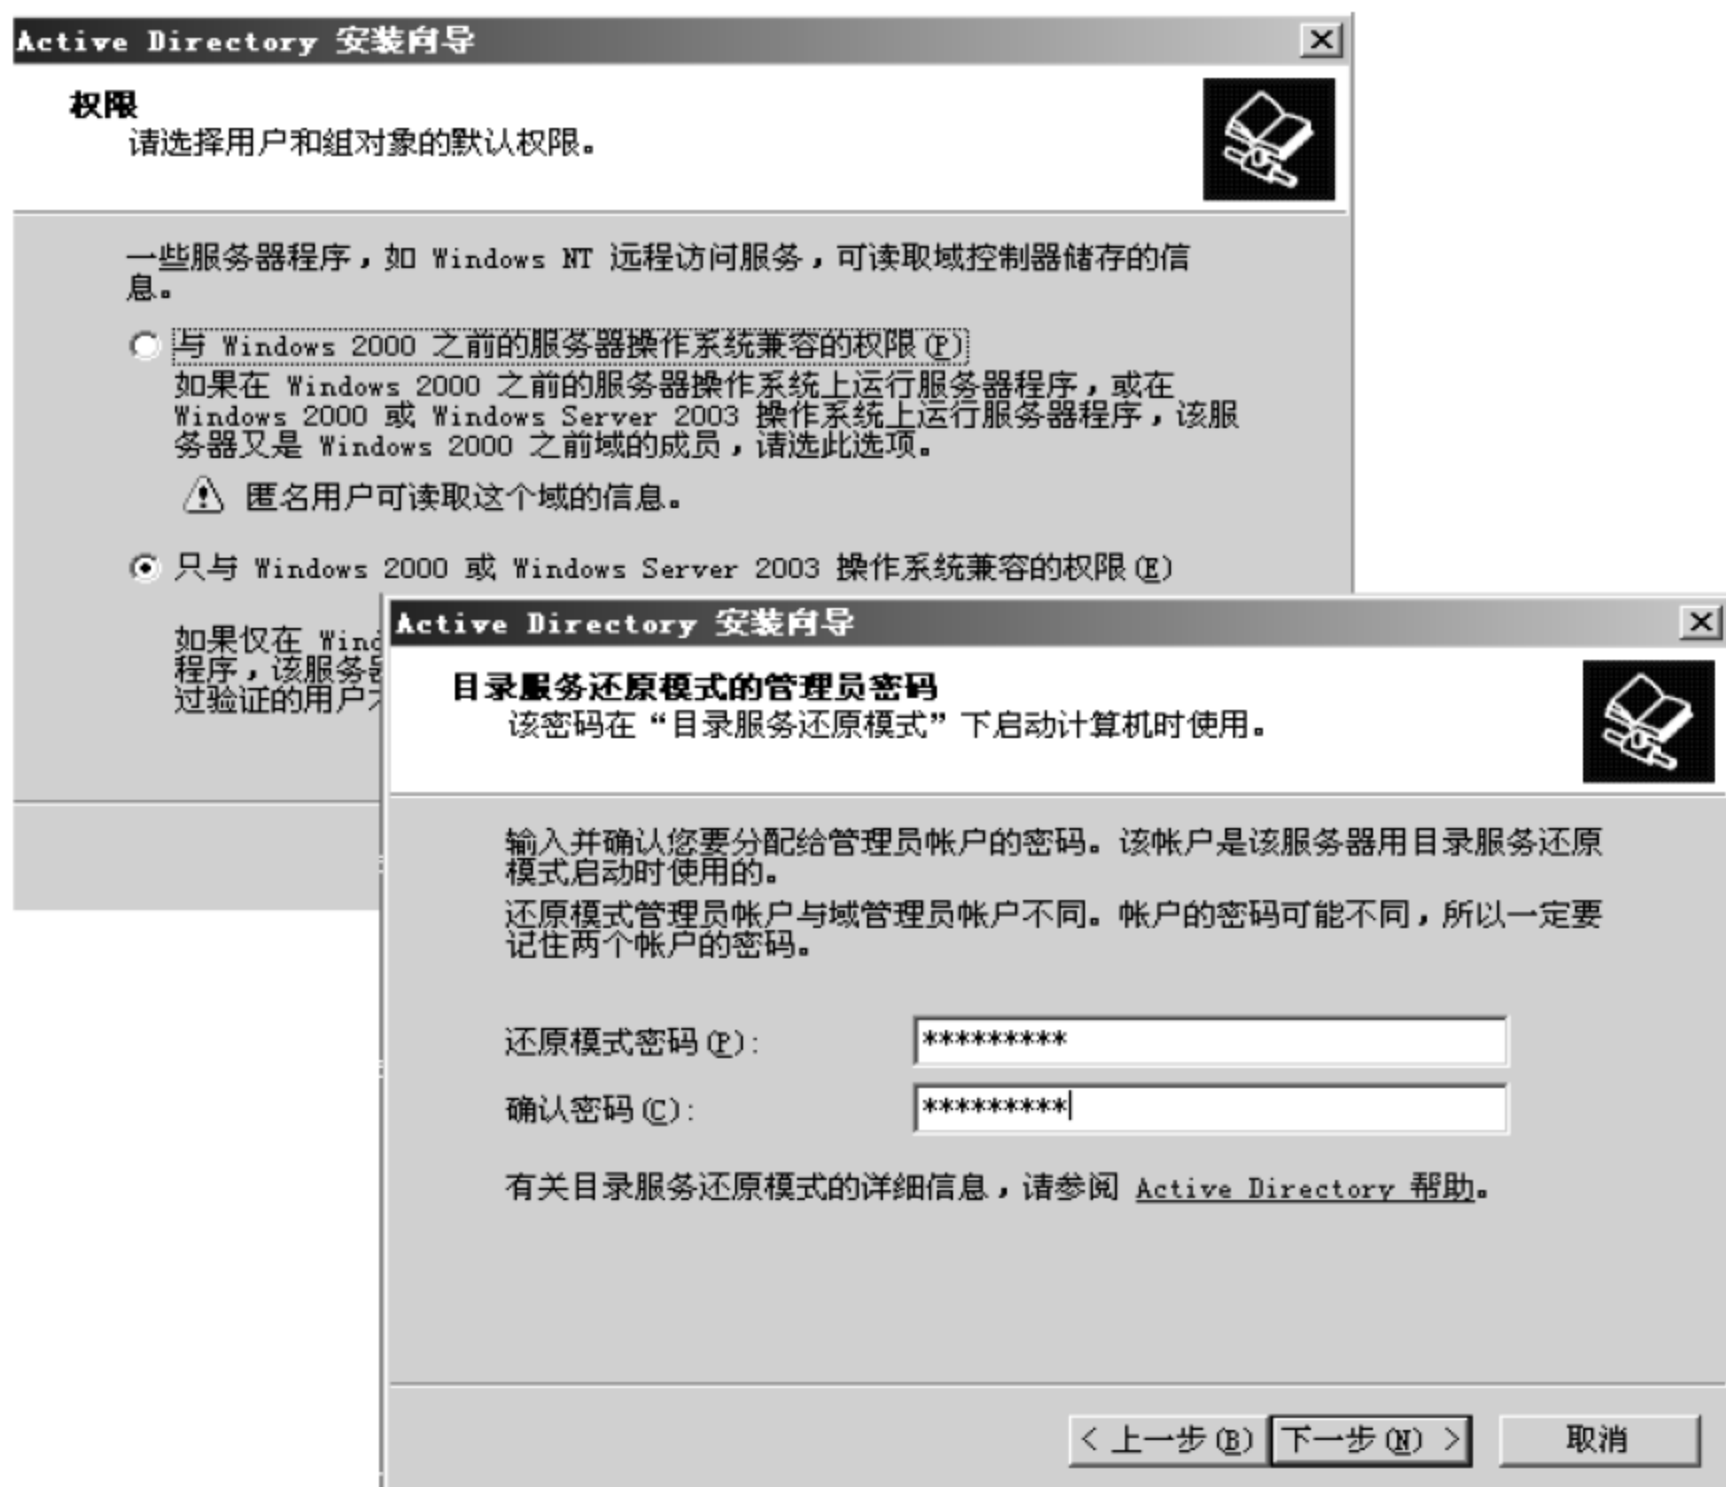 Active Directory 安装向导
权限
请选择用户和组对象的默认权限。
一些服务器程序，如 Windows NT 远程访问服务，可读取域控制器储存的信
息。
与 Windows 2000 之前的服务器操作系统兼容的权限(P)
如果在 Windows 2000 之前的服务器操作系统上运行服务器程序，或在
Windows 2000 或 Windows Server 2003 操作系统上运行服务器程序，该服
务器又是 Windows 2000 之前域的成员，请选此选项。
匿名用户可读取这个域的信息。
只与 Windows 2000 或 Windows Server 2003 操作系统兼容的权限(E)
如果仅在 Wind
程序，该服务器
过验证的用户
Active Directory 安装向导
目录服务还原模式的管理员密码
该密码在“目录服务还原模式”下启动计算机时使用。
输入并确认您要分配给管理员帐户的密码。该帐户是该服务器用目录服务还原
模式启动时使用的。
还原模式管理员帐户与域管理员帐户不同。帐户的密码可能不同，所以一定要
记住两个帐户的密码。
还原模式密码(P): *********
确认密码(C): *********
有关目录服务还原模式的详细信息，请参阅 Active Directory 帮助。
< 上一步(B) 下一步(N) > 取消